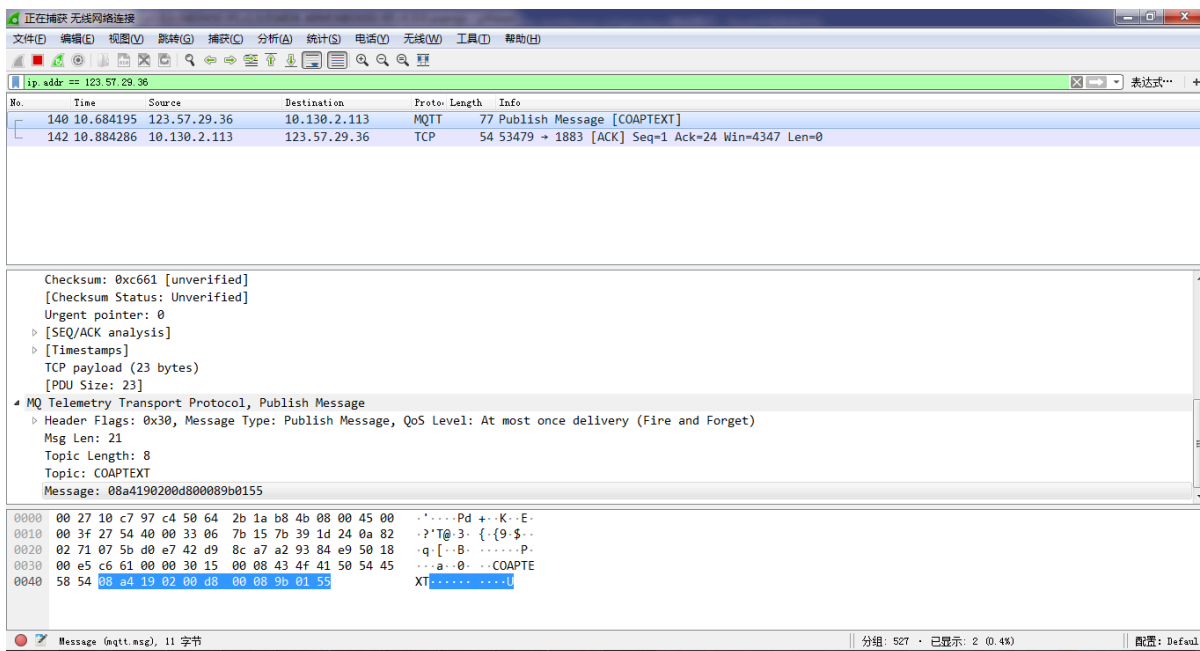 正在捕获 无线网络连接
文件(F) 编辑(E) 视图(V) 跳转(G) 捕获(C) 分析(A) 统计(S) 电话(Y) 无线(W) 工具(T) 帮助(H)
ip.addr == 123.57.29.36 表达式… +
No. Time Source Destination Proto Length Info
140 10.684195 123.57.29.36 10.130.2.113 MQTT 77 Publish Message [COAPTEXT]
142 10.884286 10.130.2.113 123.57.29.36 TCP 54 53479 → 1883 [ACK] Seq=1 Ack=24 Win=4347 Len=0
Checksum: 0xc661 [unverified]
[Checksum Status: Unverified]
Urgent pointer: 0
[SEQ/ACK analysis]
[Timestamps]
TCP payload (23 bytes)
[PDU Size: 23]
MQ Telemetry Transport Protocol, Publish Message
Header Flags: 0x30, Message Type: Publish Message, QoS Level: At most once delivery (Fire and Forget)
Msg Len: 21
Topic Length: 8
Topic: COAPTEXT
Message: 08a4190200d800089b0155
0000 00 27 10 c7 97 c4 50 64 2b 1a b8 4b 08 00 45 00 ·'····Pd +··K··E·
0010 00 3f 27 54 40 00 33 06 7b 15 7b 39 1d 24 0a 82 ·?'T@·3· {·{9·$··
0020 02 71 07 5b d0 e7 42 d9 8c a7 a2 93 84 e9 50 18 ·q·[··B· ······P·
0030 00 e5 c6 61 00 00 30 15 00 08 43 4f 41 50 54 45 ···a··0· ··COAPTE
0040 58 54 08 a4 19 02 00 d8 00 08 9b 01 55 XT······ ····U
Message (mqtt.msg), 11 字节 分组: 527 · 已显示: 2 (0.4%) 配置: Defaul